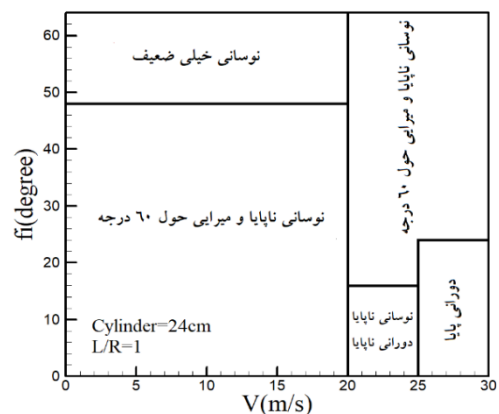 60
50
40
30
20
10
0
fi(degree)
نوسانی خیلی ضعیف
نوسانی ناپایا و میرایی حول ۶۰ درجه
نوسانی ناپایا و میرایی حول ۶۰ درجه
نوسانی ناپایا
دورانی ناپایا
دورانی پایا
Cylinder=24cm
L/R=1
0 5 10 15 20 25 30
V(m/s)